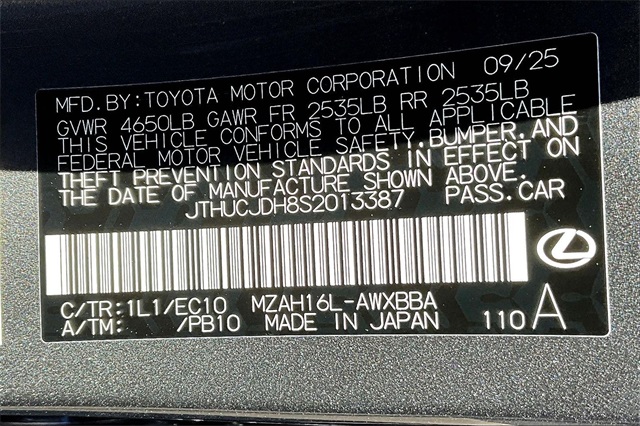 MFD.BY:TOYOTA MOTOR CORPORATION 09/25
GVWR 4650LB GAWR FR 2535LB RR 2535LB
THIS VEHICLE CONFORMS TO ALL APPLICABLE
FEDERAL MOTOR VEHICLE SAFETY,BUMPER,AND
THEFT PREVENTION STANDARDS IN EFFECT ON
THE DATE OF MANUFACTURE SHOWN ABOVE.
JTHUCJDH8S2013387 PASS.CAR
C/TR:1L1/EC10 MZAH16L-AWXBBA
A/TM: /PB10 MADE IN JAPAN 110 A